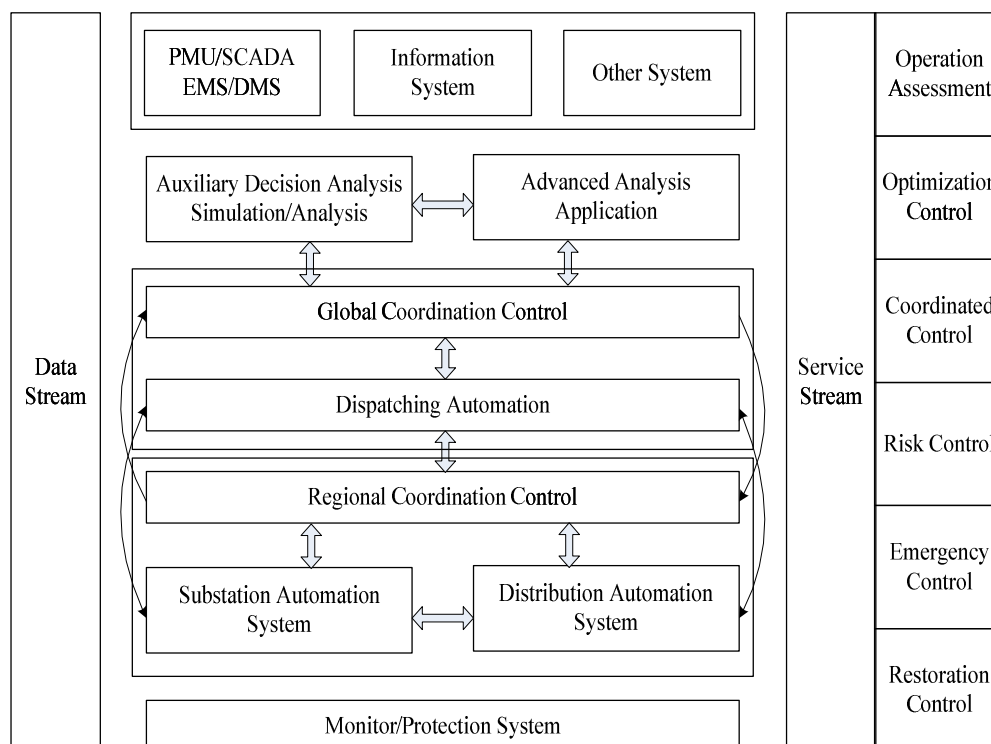 PMU/SCADA
EMS/DMS
Information
System
Other System
Auxiliary Decision Analysis
Simulation/Analysis
Advanced Analysis
Application
Global Coordination Control
Dispatching Automation
Regional Coordination Control
Substation Automation
System
Distribution Automation
System
Monitor/Protection System
Data
Stream
Service
Stream
Operation
Assessment
Optimization
Control
Coordinated
Control
Risk Control
Emergency
Control
Restoration
Control